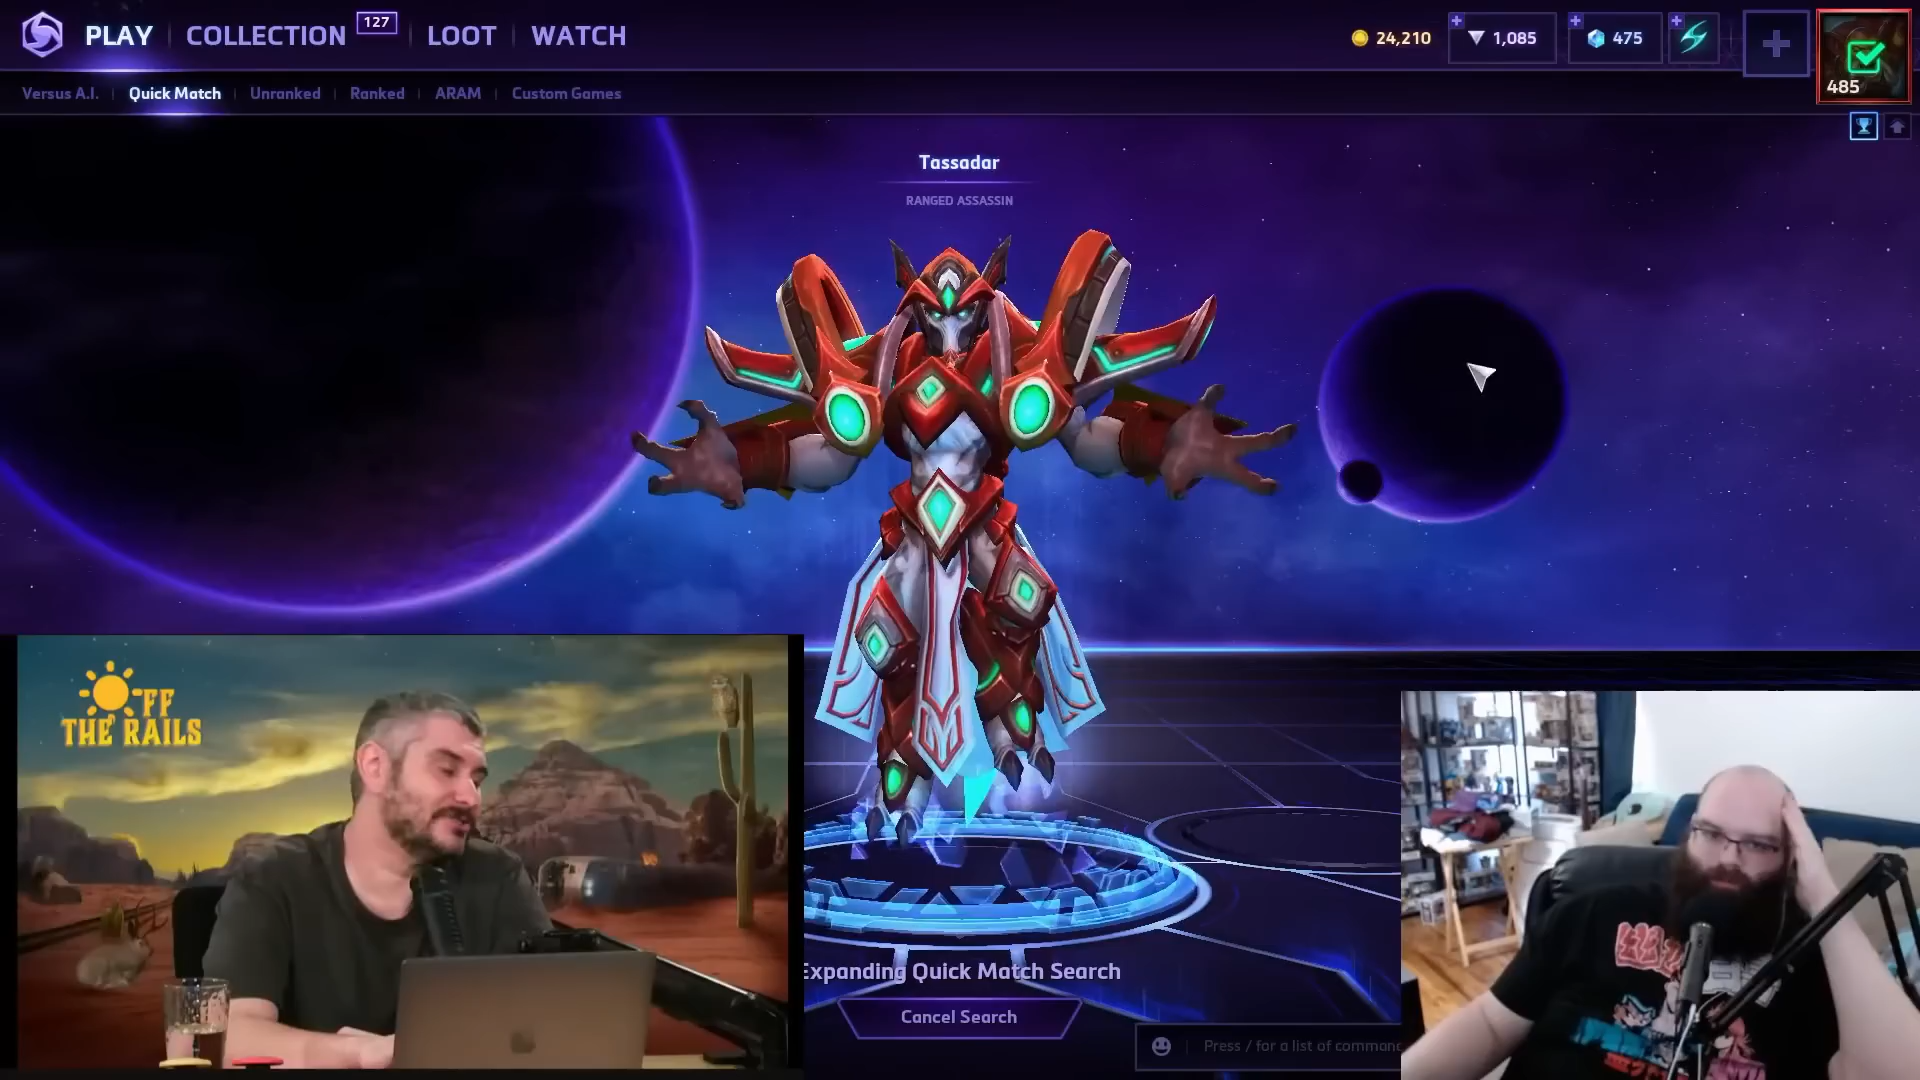 PLAY
COLLECTION
127
LOOT
WATCH
24,210
1,085
475
485
Versus A.I.
Quick Match
Unranked
Ranked
ARAM
Custom Games
Tassadar
RANGED ASSASSIN
OFF
THE RAILS
Expanding Quick Match Search
Cancel Search
Press / for a list of comman